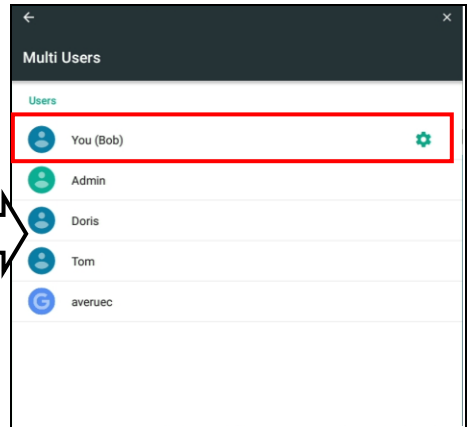 Multi Users
Users
You (Bob)
Admin
Doris
Tom
G
averuec